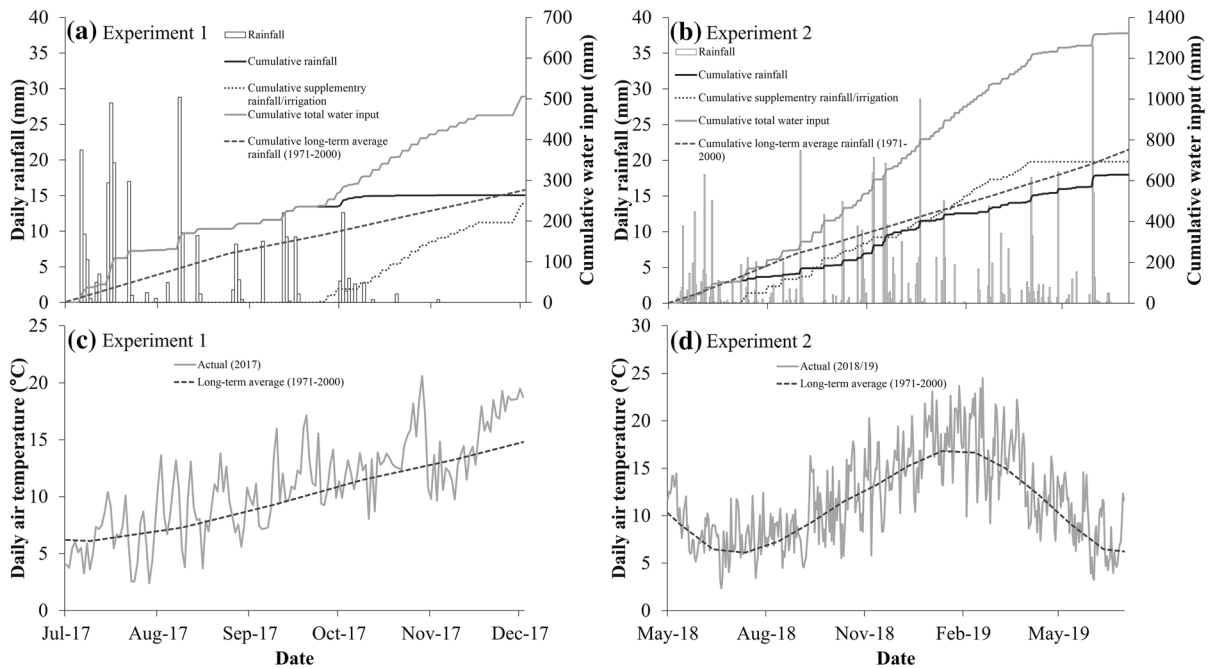 (a) Experiment 1
Rainfall
Cumulative rainfall
Cumulative supplementry
rainfall/irrigation
Cumulative total water input
Cumulative long-term average
rainfall (1971-2000)
Daily rainfall (mm)
40
35
30
25
20
15
10
5
0
Cumulative water input (mm)
700
600
500
400
300
200
100
0
(b) Experiment 2
Rainfall
Cumulative rainfall
Cumulative supplementry rainfall/irrigation
Cumulative total water input
Cumulative long-term average rainfall (1971-
2000)
Daily rainfall (mm)
40
35
30
25
20
15
10
5
0
Cumulative water input (mm)
1400
1200
1000
800
600
400
200
0
(c) Experiment 1
Actual (2017)
Long-term average (1971-2000)
Daily air temperature (°C)
25
20
15
10
5
0
Jul-17 Aug-17 Sep-17 Oct-17 Nov-17 Dec-17
Date
(d) Experiment 2
Actual (2018/19)
Long-term average (1971-2000)
Daily air temperature (°C)
30
25
20
15
10
5
0
May-18 Aug-18 Nov-18 Feb-19 May-19
Date